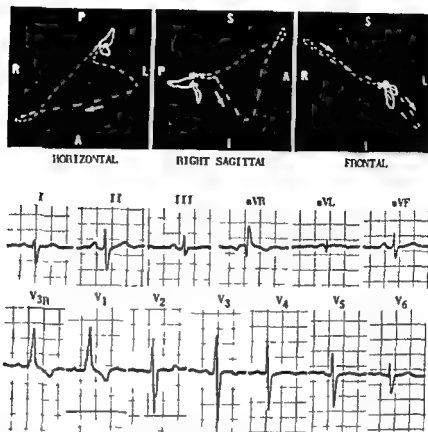 P S S
R L P A R L
A I I
HORIZONTAL RIGHT SAGITTAL FRONTAL
I II III aVR aVL aVF
V3R V1 V2 V3 V4 V5 V6